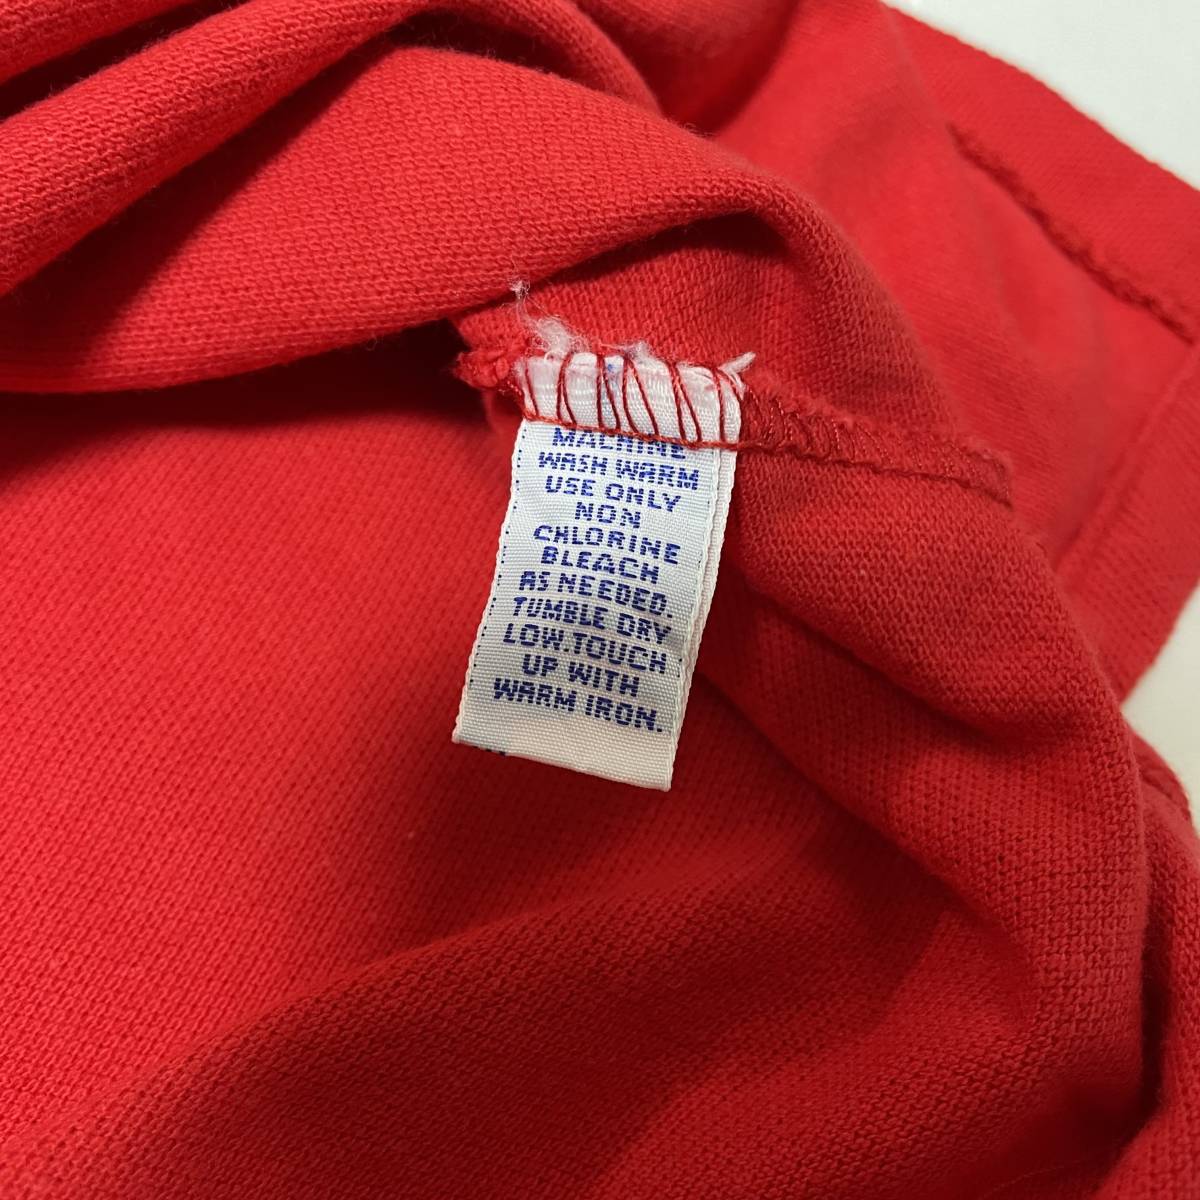 MACHINE
WASH WARM
USE ONLY
NON
CHLORINE
BLEACH
AS NEEDED.
TUMBLE DRY
LOW.TOUCH
UP WITH
WARM IRON.